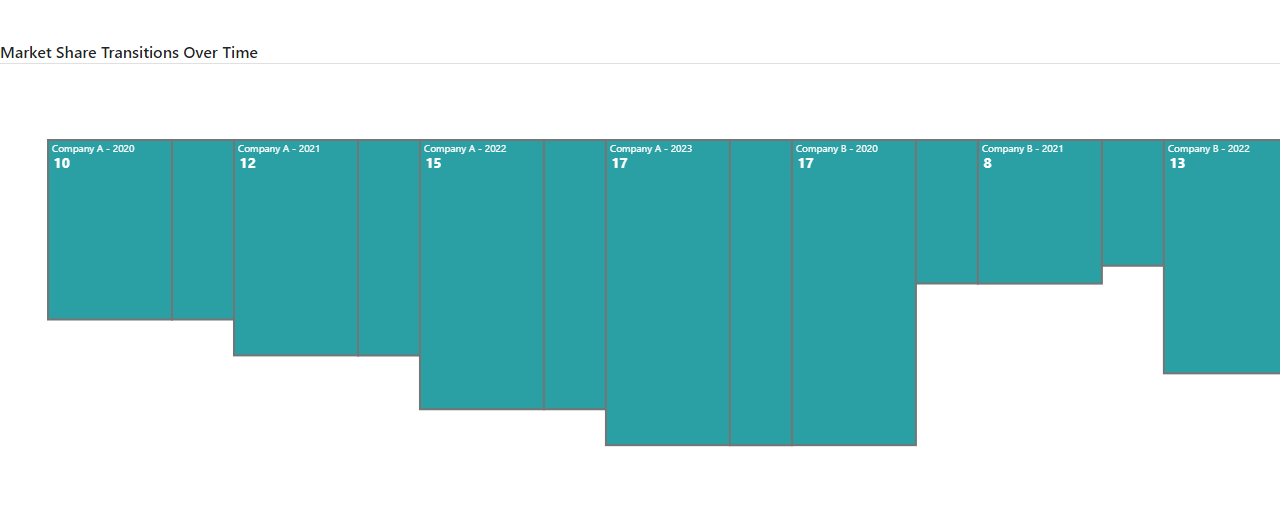 Market Share Transitions Over Time
Company A - 2020
10
Company A - 2021
12
Company A - 2022
15
Company A - 2023
17
Company B - 2020
17
Company B - 2021
8
Company B - 2022
13